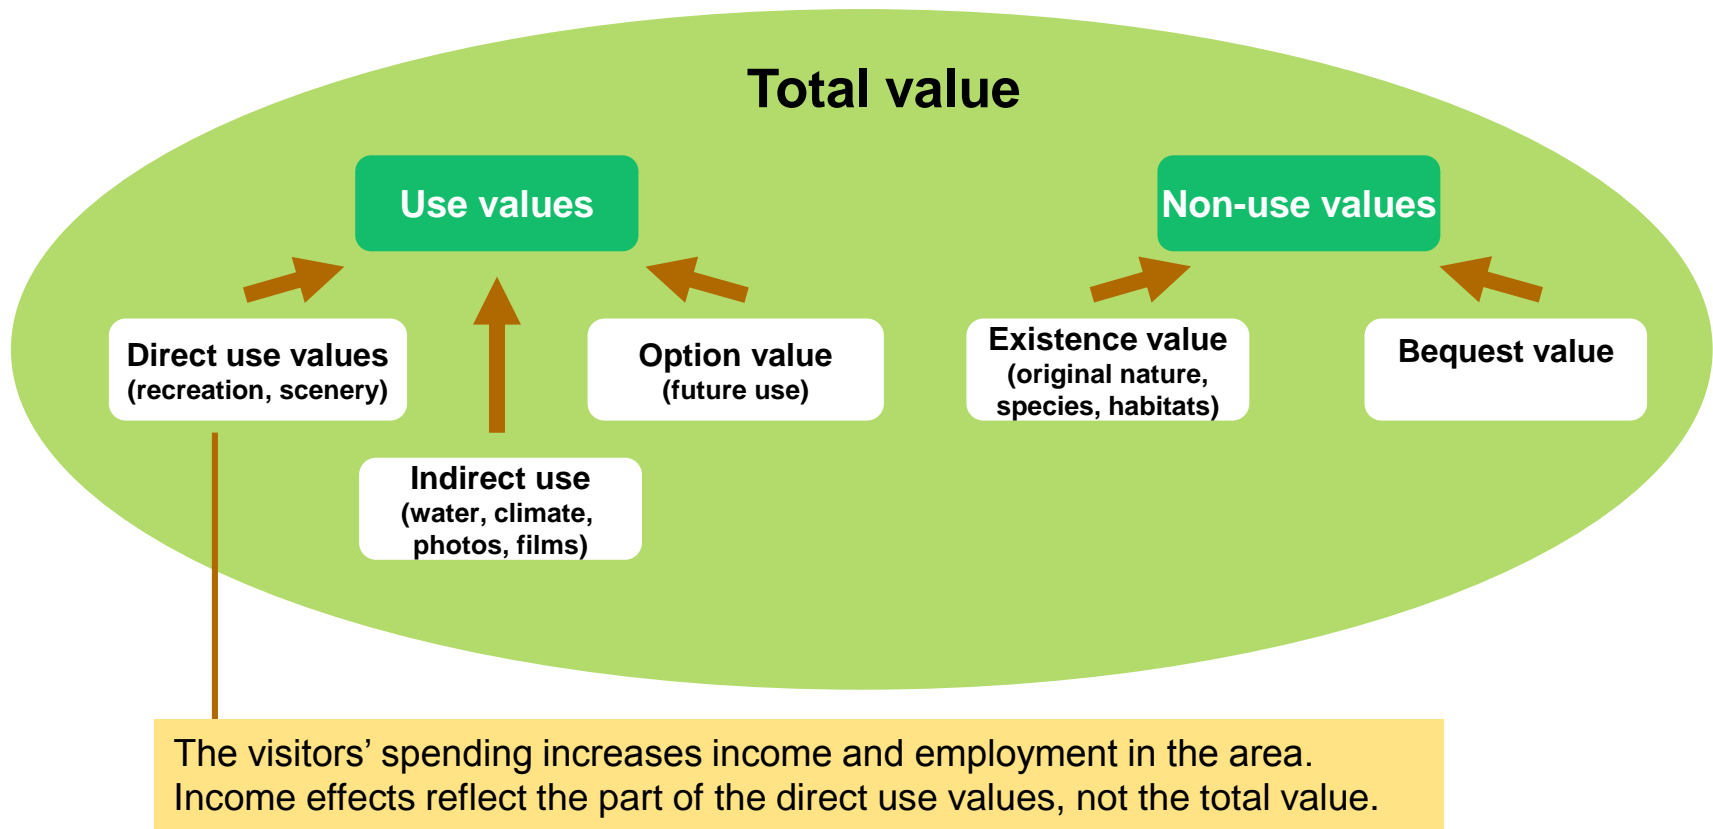 Total value
Use values
Non-use values
Direct use values
(recreation, scenery)
Option value
(future use)
Existence value
(original nature,
species, habitats)
Bequest value
Indirect use
(water, climate,
photos, films)
The visitors’ spending increases income and employment in the area.
Income effects reflect the part of the direct use values, not the total value.